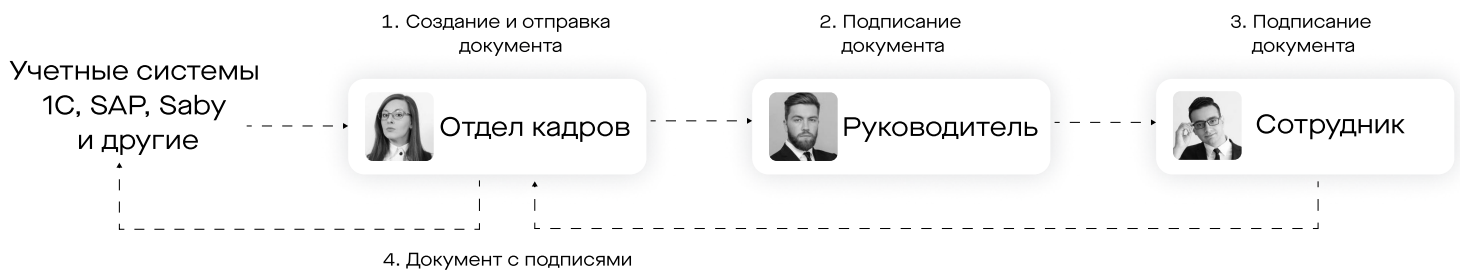 1. Создание и отправка
документа
2. Подписание
документа
3. Подписание
документа
Учетные системы
1С, SAP, Saby
и другие
Отдел кадров
Руководитель
Сотрудник
4. Документ с подписями